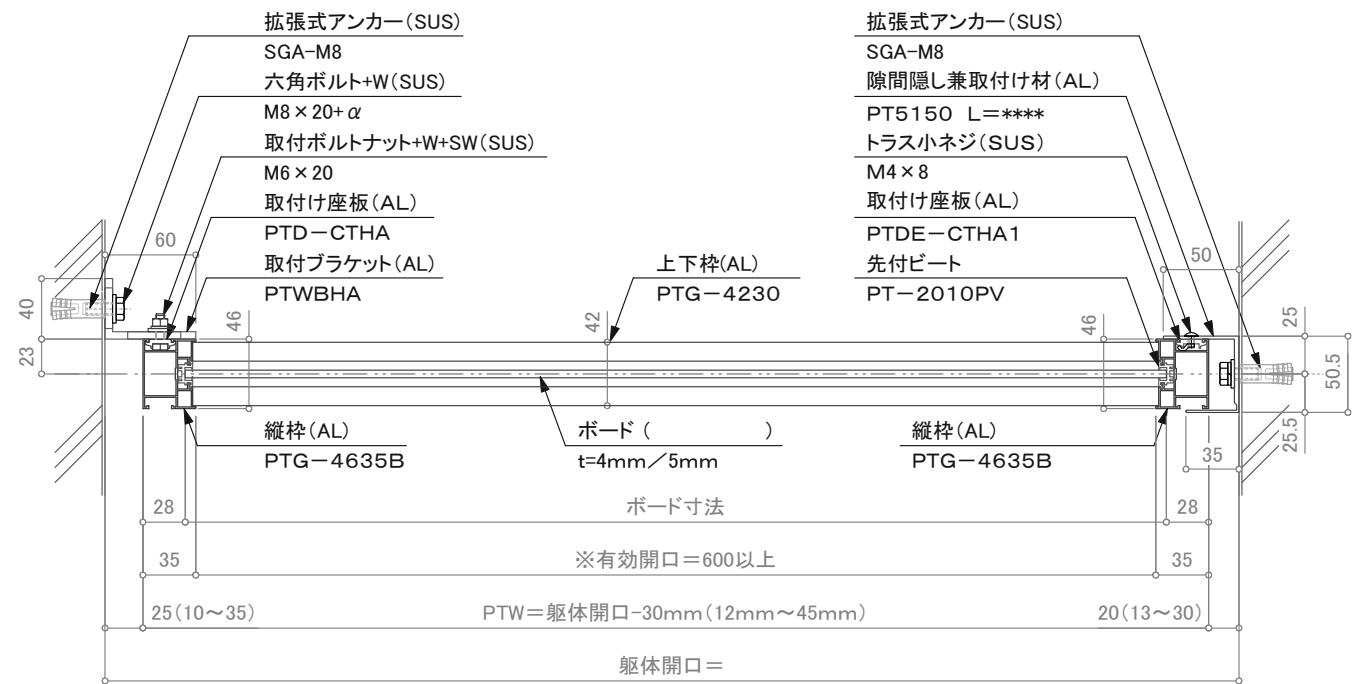 拡張式アンカー(SUS)
SGA-M8
六角ボルト+W(SUS)
M8×20+α
取付ボルトナット+W+SW(SUS)
M6×20
取付け座板(AL)
PTD-CTHA
取付ブラケット(AL)
PTWBHA
上下枠(AL)
PTG-4230
拡張式アンカー(SUS)
SGA-M8
隙間隠し兼取付け材(AL)
PT5150 L=****
トラス小ネジ(SUS)
M4×8
取付け座板(AL)
PTDE-CTHA1
先付ビート
PT-2010PV
60
40
23
46
42
46
50
25
50.5
25.5
35
縦枠(AL)
PTG-4635B
ボード( )
t=4mm/5mm
縦枠(AL)
PTG-4635B
28
ボード寸法
28
35
※有効開口=600以上
35
25(10~35)
PTW=躯体開口-30mm(12mm~45mm)
20(13~30)
躯体開口=